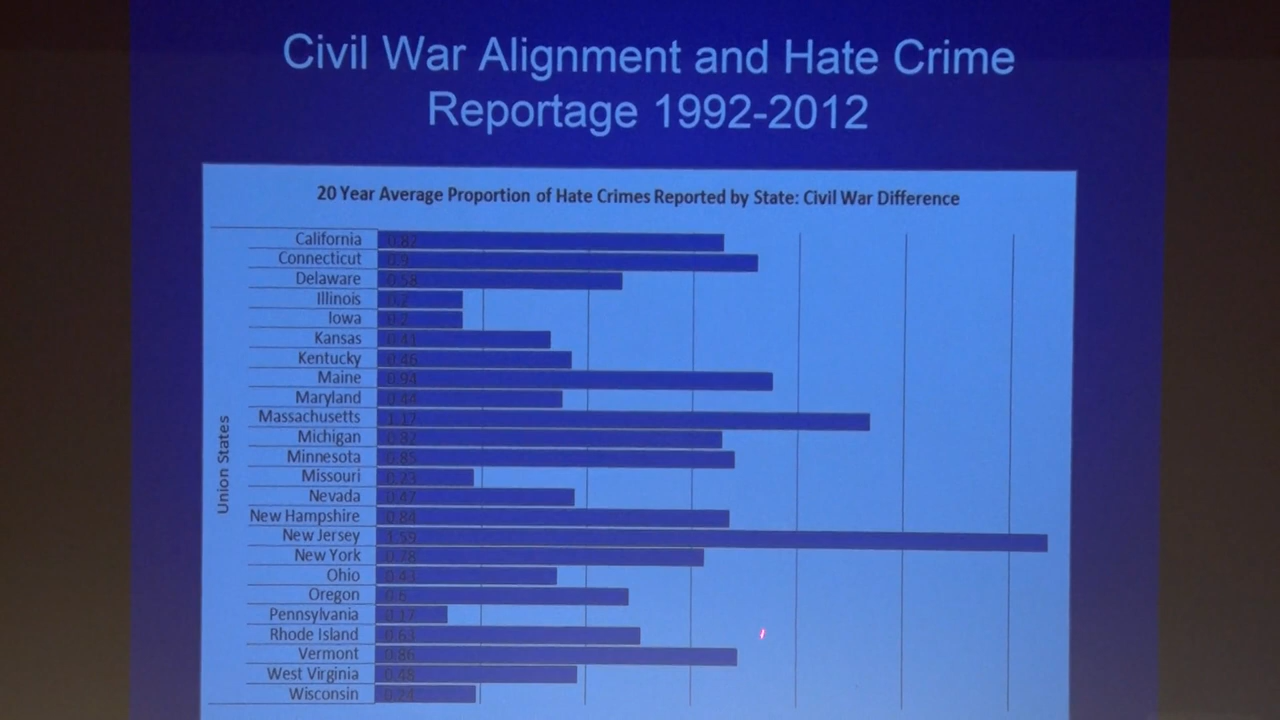 Civil War Alignment and Hate Crime
Reportage 1992-2012
20 Year Average Proportion of Hate Crimes Reported by State: Civil War Difference
Union States
California 0.82
Connecticut 0.9
Delaware 0.58
Illinois 0.2
Iowa 0.2
Kansas 0.41
Kentucky 0.46
Maine 0.94
Maryland 0.44
Massachusetts 1.17
Michigan 0.82
Minnesota 0.85
Missouri 0.23
Nevada 0.47
New Hampshire 0.84
New Jersey 1.59
New York 0.78
Ohio 0.43
Oregon 0.6
Pennsylvania 0.17
Rhode Island 0.63
Vermont 0.86
West Virginia 0.48
Wisconsin 0.24